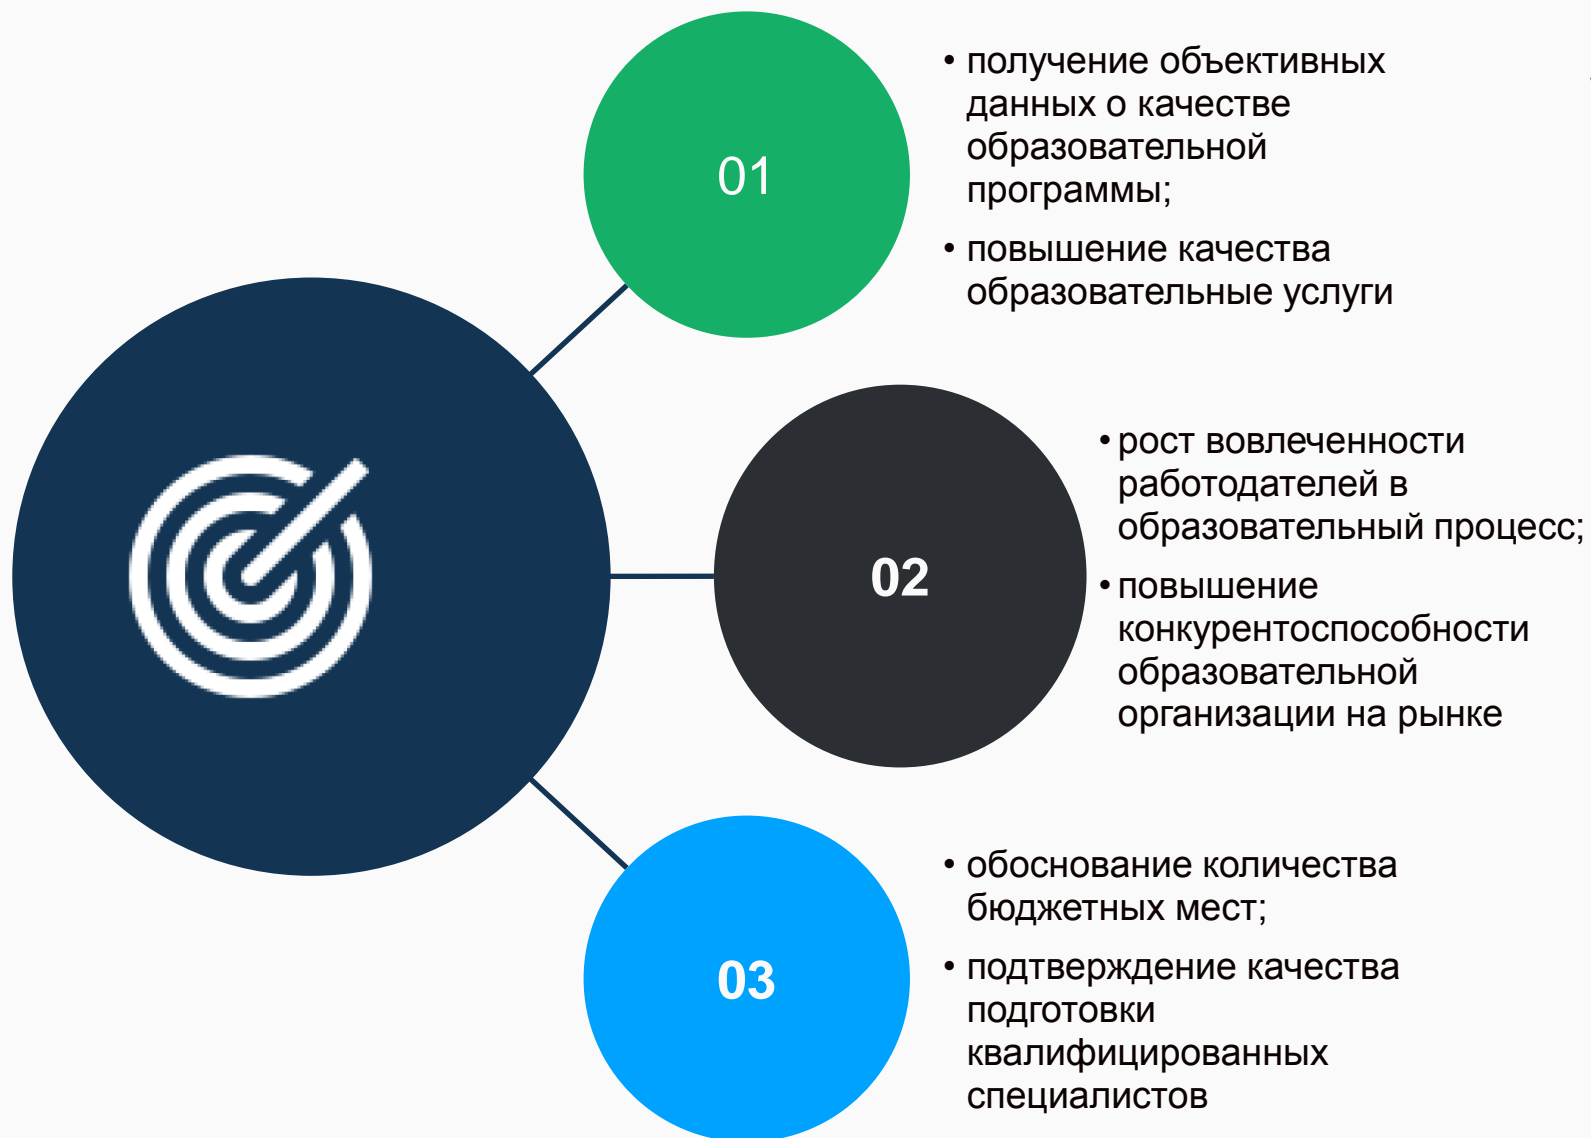 01
• получение объективных
данных о качестве
образовательной
программы;
• повышение качества
образовательные услуги
02
• рост вовлеченности
работодателей в
образовательный процесс;
• повышение
конкурентоспособности
образовательной
организации на рынке
03
• обоснование количества
бюджетных мест;
• подтверждение качества
подготовки
квалифицированных
специалистов